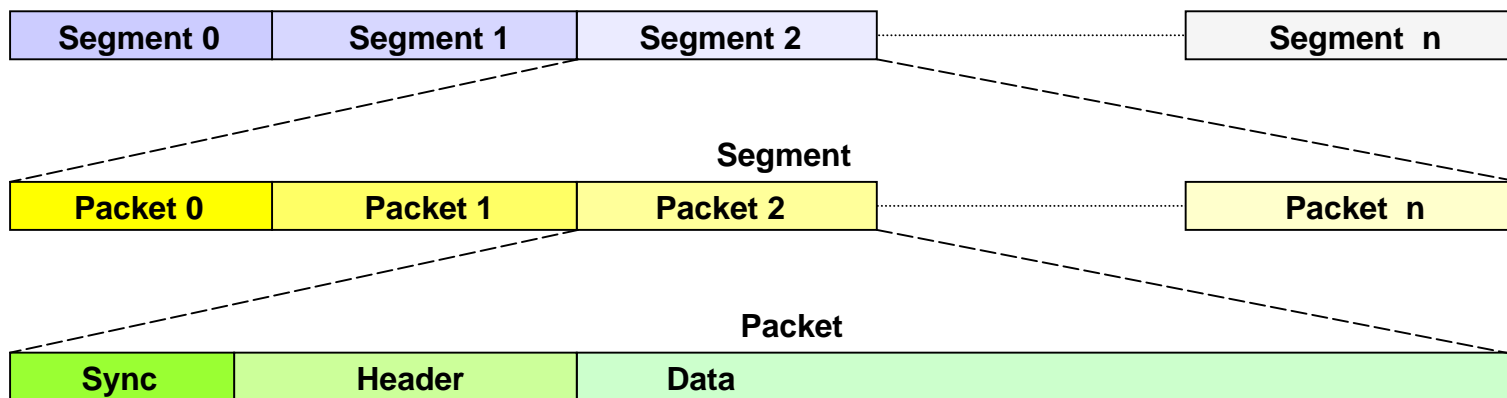 Segment 0 Segment 1 Segment 2 Segment n
Segment
Packet 0 Packet 1 Packet 2 Packet n
Packet
Sync Header Data